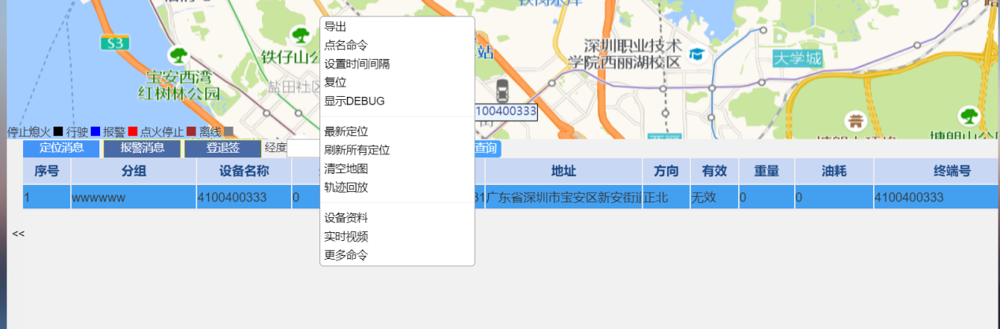 S3
铁仔山公
宝安西湾
红树林公园
盐田社区
站
深圳职业技术
学院西丽湖校区
大学城
100400333
导出
点名命令
设置时间间隔
复位
显示DEBUG
最新定位
刷新所有定位
清空地图
轨迹回放
设备资料
实时视频
更多命令
停止熄火 行驶 报警 点火停止 离线
定位消息 报警消息 登退签 经度 查询
序号 分组 设备名称 地址 方向 有效 重量 油耗 终端号
1 wwwwww 4100400333 0 31 广东省深圳市宝安区新安街道 正北 无效 0 0 4100400333
<<